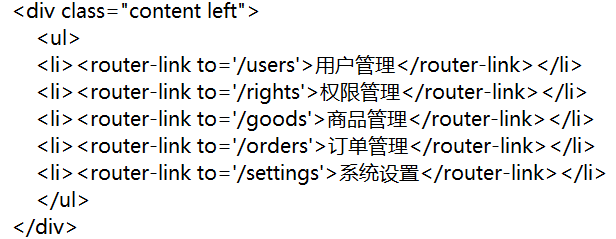 <div class="content left">
<ul>
<li><router-link to='/users'>用户管理</router-link></li>
<li><router-link to='/rights'>权限管理</router-link></li>
<li><router-link to='/goods'>商品管理</router-link></li>
<li><router-link to='/orders'>订单管理</router-link></li>
<li><router-link to='/settings'>系统设置</router-link></li>
</ul>
</div>